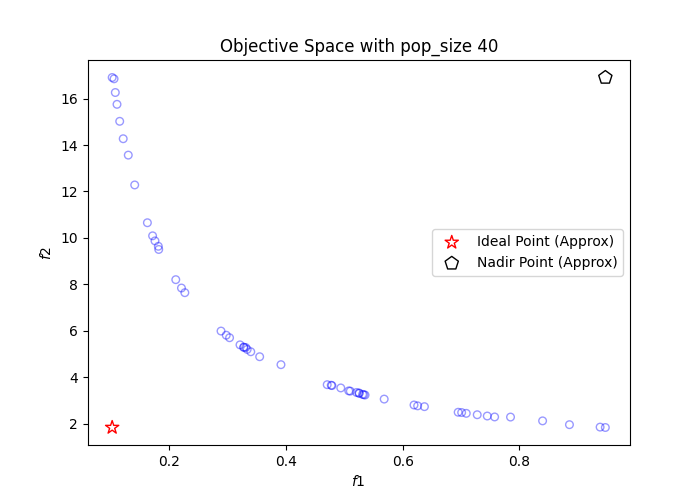 Objective Space with pop_size 40
f2
16
14
12
10
8
6
4
2
Ideal Point (Approx)
Nadir Point (Approx)
0.2 0.4 0.6 0.8
f1